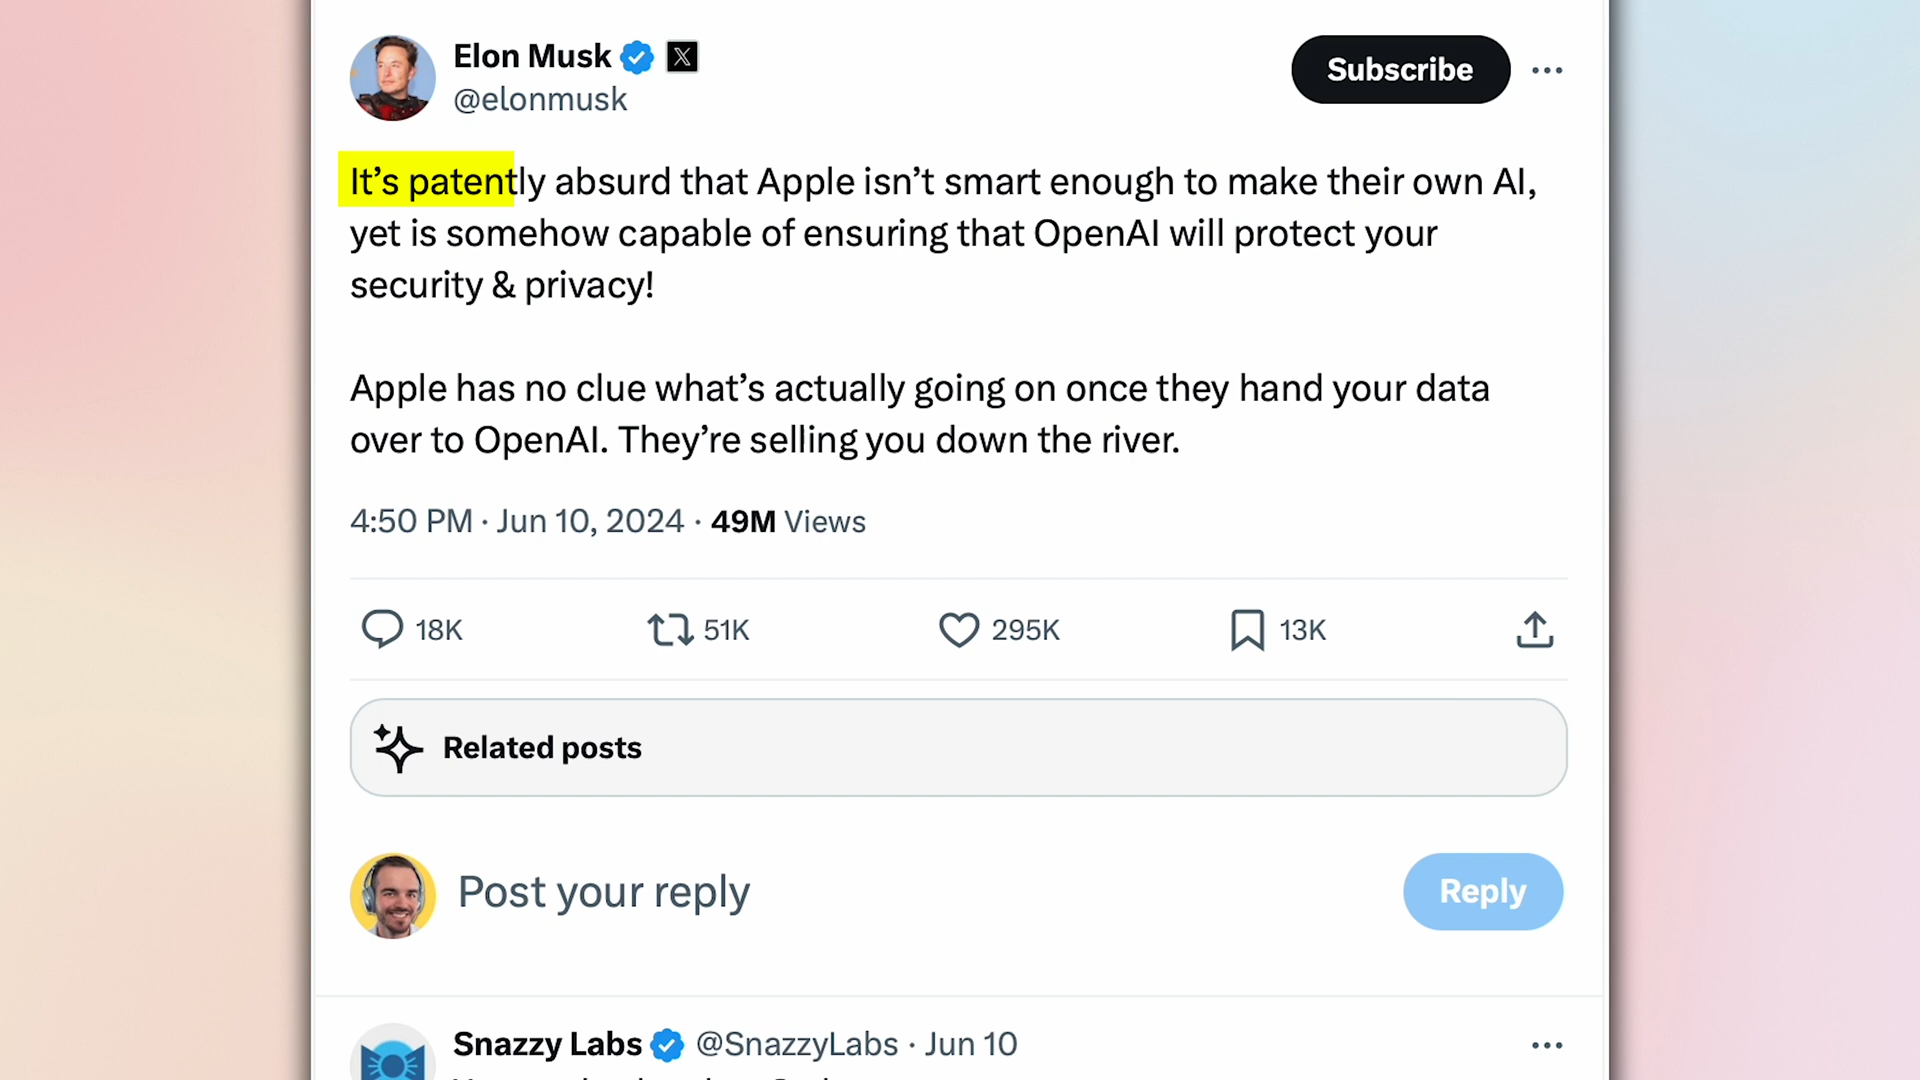 Elon Musk
@elonmusk
Subscribe
It’s patently absurd that Apple isn’t smart enough to make their own AI,
yet is somehow capable of ensuring that OpenAI will protect your
security & privacy!
Apple has no clue what’s actually going on once they hand your data
over to OpenAI. They’re selling you down the river.
4:50 PM · Jun 10, 2024 · 49M Views
18K 51K 295K 13K
Related posts
Post your reply
Reply
Snazzy Labs @SnazzyLabs · Jun 10